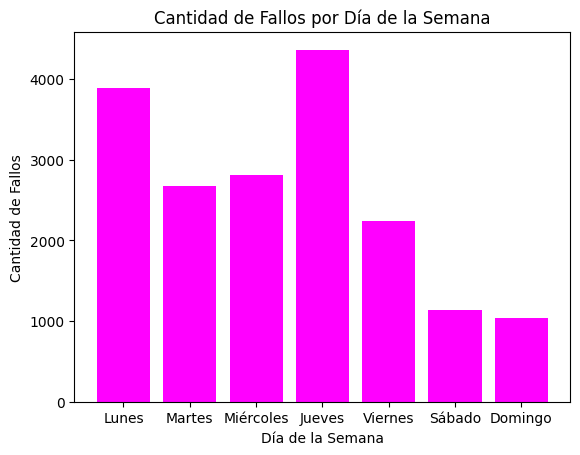 Cantidad de Fallos por Día de la Semana
Cantidad de Fallos
4000
3000
2000
1000
0
Lunes Martes Miércoles Jueves Viernes Sábado Domingo
Día de la Semana